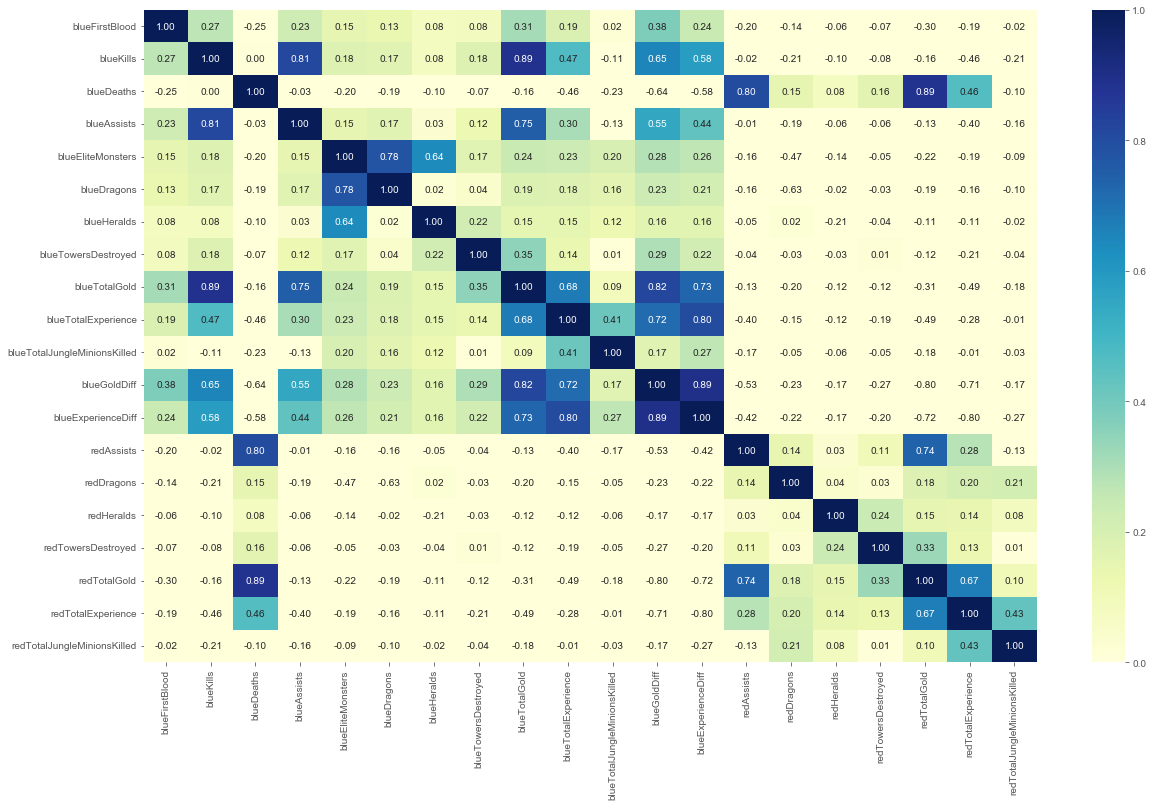 blueFirstBlood 1.00 0.27 -0.25 0.23 0.15 0.13 0.08 0.08 0.31 0.19 0.02 0.38 0.24 -0.20 -0.14 -0.06 -0.07 -0.30 -0.19 -0.02
blueKills 0.27 1.00 0.00 0.81 0.18 0.17 0.08 0.18 0.89 0.47 -0.11 0.65 0.58 -0.02 -0.21 -0.10 -0.08 -0.16 -0.46 -0.21
blueDeaths -0.25 0.00 1.00 -0.03 -0.20 -0.19 -0.10 -0.07 -0.16 -0.46 -0.23 -0.64 -0.58 0.80 0.15 0.08 0.16 0.89 0.46 -0.10
blueAssists 0.23 0.81 -0.03 1.00 0.15 0.17 0.03 0.12 0.75 0.30 -0.13 0.55 0.44 -0.01 -0.19 -0.06 -0.06 -0.13 -0.40 -0.16
blueEliteMonsters 0.15 0.18 -0.20 0.15 1.00 0.78 0.64 0.17 0.24 0.23 0.20 0.28 0.26 -0.16 -0.47 -0.14 -0.05 -0.22 -0.19 -0.09
blueDragons 0.13 0.17 -0.19 0.17 0.78 1.00 0.02 0.04 0.19 0.18 0.16 0.23 0.21 -0.16 -0.63 -0.02 -0.03 -0.19 -0.16 -0.10
blueHeralds 0.08 0.08 -0.10 0.03 0.64 0.02 1.00 0.22 0.15 0.15 0.12 0.16 0.16 -0.05 0.02 -0.21 -0.04 -0.11 -0.11 -0.02
blueTowersDestroyed 0.08 0.18 -0.07 0.12 0.17 0.04 0.22 1.00 0.35 0.14 0.01 0.29 0.22 -0.04 -0.03 -0.03 0.01 -0.12 -0.21 -0.04
blueTotalGold 0.31 0.89 -0.16 0.75 0.24 0.19 0.15 0.35 1.00 0.68 0.09 0.82 0.73 -0.13 -0.20 -0.12 -0.12 -0.31 -0.49 -0.18
blueTotalExperience 0.19 0.47 -0.46 0.30 0.23 0.18 0.15 0.14 0.68 1.00 0.41 0.72 0.80 -0.40 -0.15 -0.12 -0.19 -0.49 -0.28 -0.01
blueTotalJungleMinionsKilled 0.02 -0.11 -0.23 -0.13 0.20 0.16 0.12 0.01 0.09 0.41 1.00 0.17 0.27 -0.17 -0.05 -0.06 -0.05 -0.18 -0.01 -0.03
blueGoldDiff 0.38 0.65 -0.64 0.55 0.28 0.23 0.16 0.29 0.82 0.72 0.17 1.00 0.89 -0.53 -0.23 -0.17 -0.27 -0.80 -0.71 -0.17
blueExperienceDiff 0.24 0.58 -0.58 0.44 0.26 0.21 0.16 0.22 0.73 0.80 0.27 0.89 1.00 -0.42 -0.22 -0.17 -0.20 -0.72 -0.80 -0.27
redAssists -0.20 -0.02 0.80 -0.01 -0.16 -0.16 -0.05 -0.04 -0.13 -0.40 -0.17 -0.53 -0.42 1.00 0.14 0.03 0.11 0.74 0.28 -0.13
redDragons -0.14 -0.21 0.15 -0.19 -0.47 -0.63 0.02 -0.03 -0.20 -0.15 -0.05 -0.23 -0.22 0.14 1.00 0.04 0.03 0.18 0.20 0.21
redHeralds -0.06 -0.10 0.08 -0.06 -0.14 -0.02 -0.21 -0.03 -0.12 -0.12 -0.06 -0.17 -0.17 0.03 0.04 1.00 0.24 0.15 0.14 0.08
redTowersDestroyed -0.07 -0.08 0.16 -0.06 -0.05 -0.03 -0.04 0.01 -0.12 -0.19 -0.05 -0.27 -0.20 0.11 0.03 0.24 1.00 0.33 0.13 0.01
redTotalGold -0.30 -0.16 0.89 -0.13 -0.22 -0.19 -0.11 -0.12 -0.31 -0.49 -0.18 -0.80 -0.72 0.74 0.18 0.15 0.33 1.00 0.67 0.10
redTotalExperience -0.19 -0.46 0.46 -0.40 -0.19 -0.16 -0.11 -0.21 -0.49 -0.28 -0.01 -0.71 -0.80 0.28 0.20 0.14 0.13 0.67 1.00 0.43
redTotalJungleMinionsKilled -0.02 -0.21 -0.10 -0.16 -0.09 -0.10 -0.02 -0.04 -0.18 -0.01 -0.03 -0.17 -0.27 -0.13 0.21 0.08 0.01 0.10 0.43 1.00
blueFirstBlood
blueKills
blueDeaths
blueAssists
blueEliteMonsters
blueDragons
blueHeralds
blueTowersDestroyed
blueTotalGold
blueTotalExperience
blueTotalJungleMinionsKilled
blueGoldDiff
blueExperienceDiff
redAssists
redDragons
redHeralds
redTowersDestroyed
redTotalGold
redTotalExperience
redTotalJungleMinionsKilled
1.0
0.8
0.6
0.4
0.2
0.0